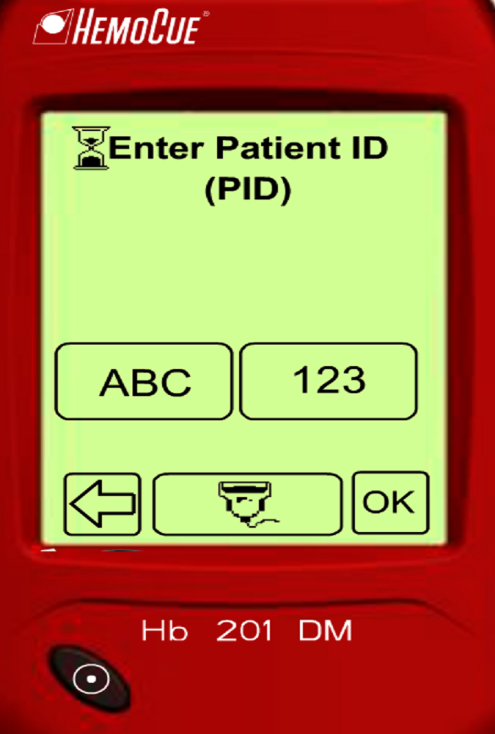 HemoCue®
Enter Patient ID
(PID)
ABC 123
OK
Hb 201 DM